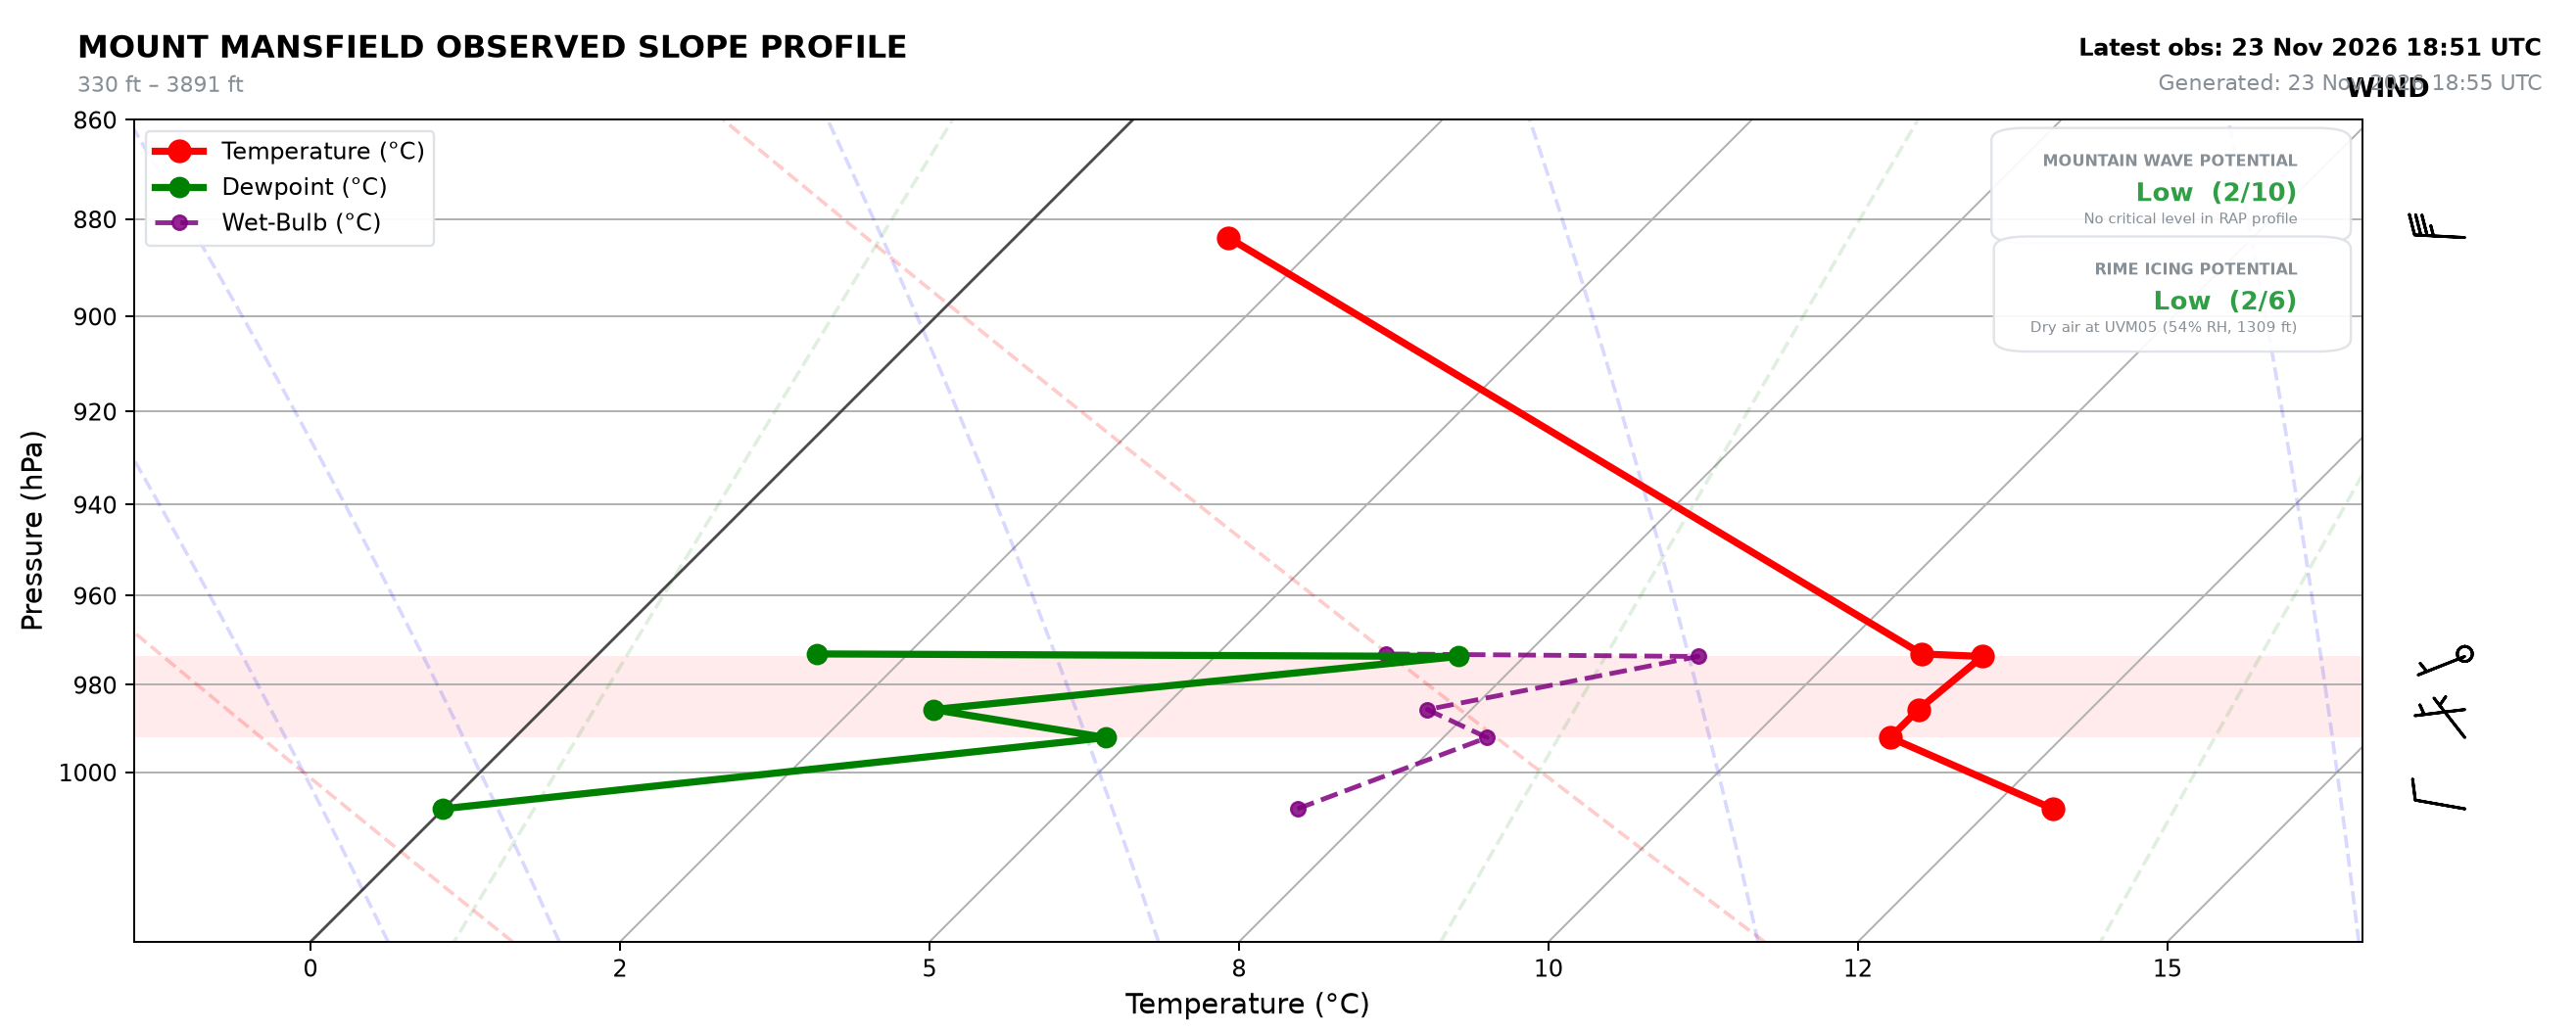 MOUNT MANSFIELD OBSERVED SLOPE PROFILE
330 ft – 3891 ft
Latest obs: 23 Nov 2026 18:51 UTC
Generated: 23 Nov 2026 18:55 UTC
WIND
Temperature (°C)
Dewpoint (°C)
Wet-Bulb (°C)
MOUNTAIN WAVE POTENTIAL
Low (2/10)
No critical level in RAP profile
RIME ICING POTENTIAL
Low (2/6)
Dry air at UVM05 (54% RH, 1309 ft)
Pressure (hPa)
860
880
900
920
940
960
980
1000
0 2 5 8 10 12 15
Temperature (°C)